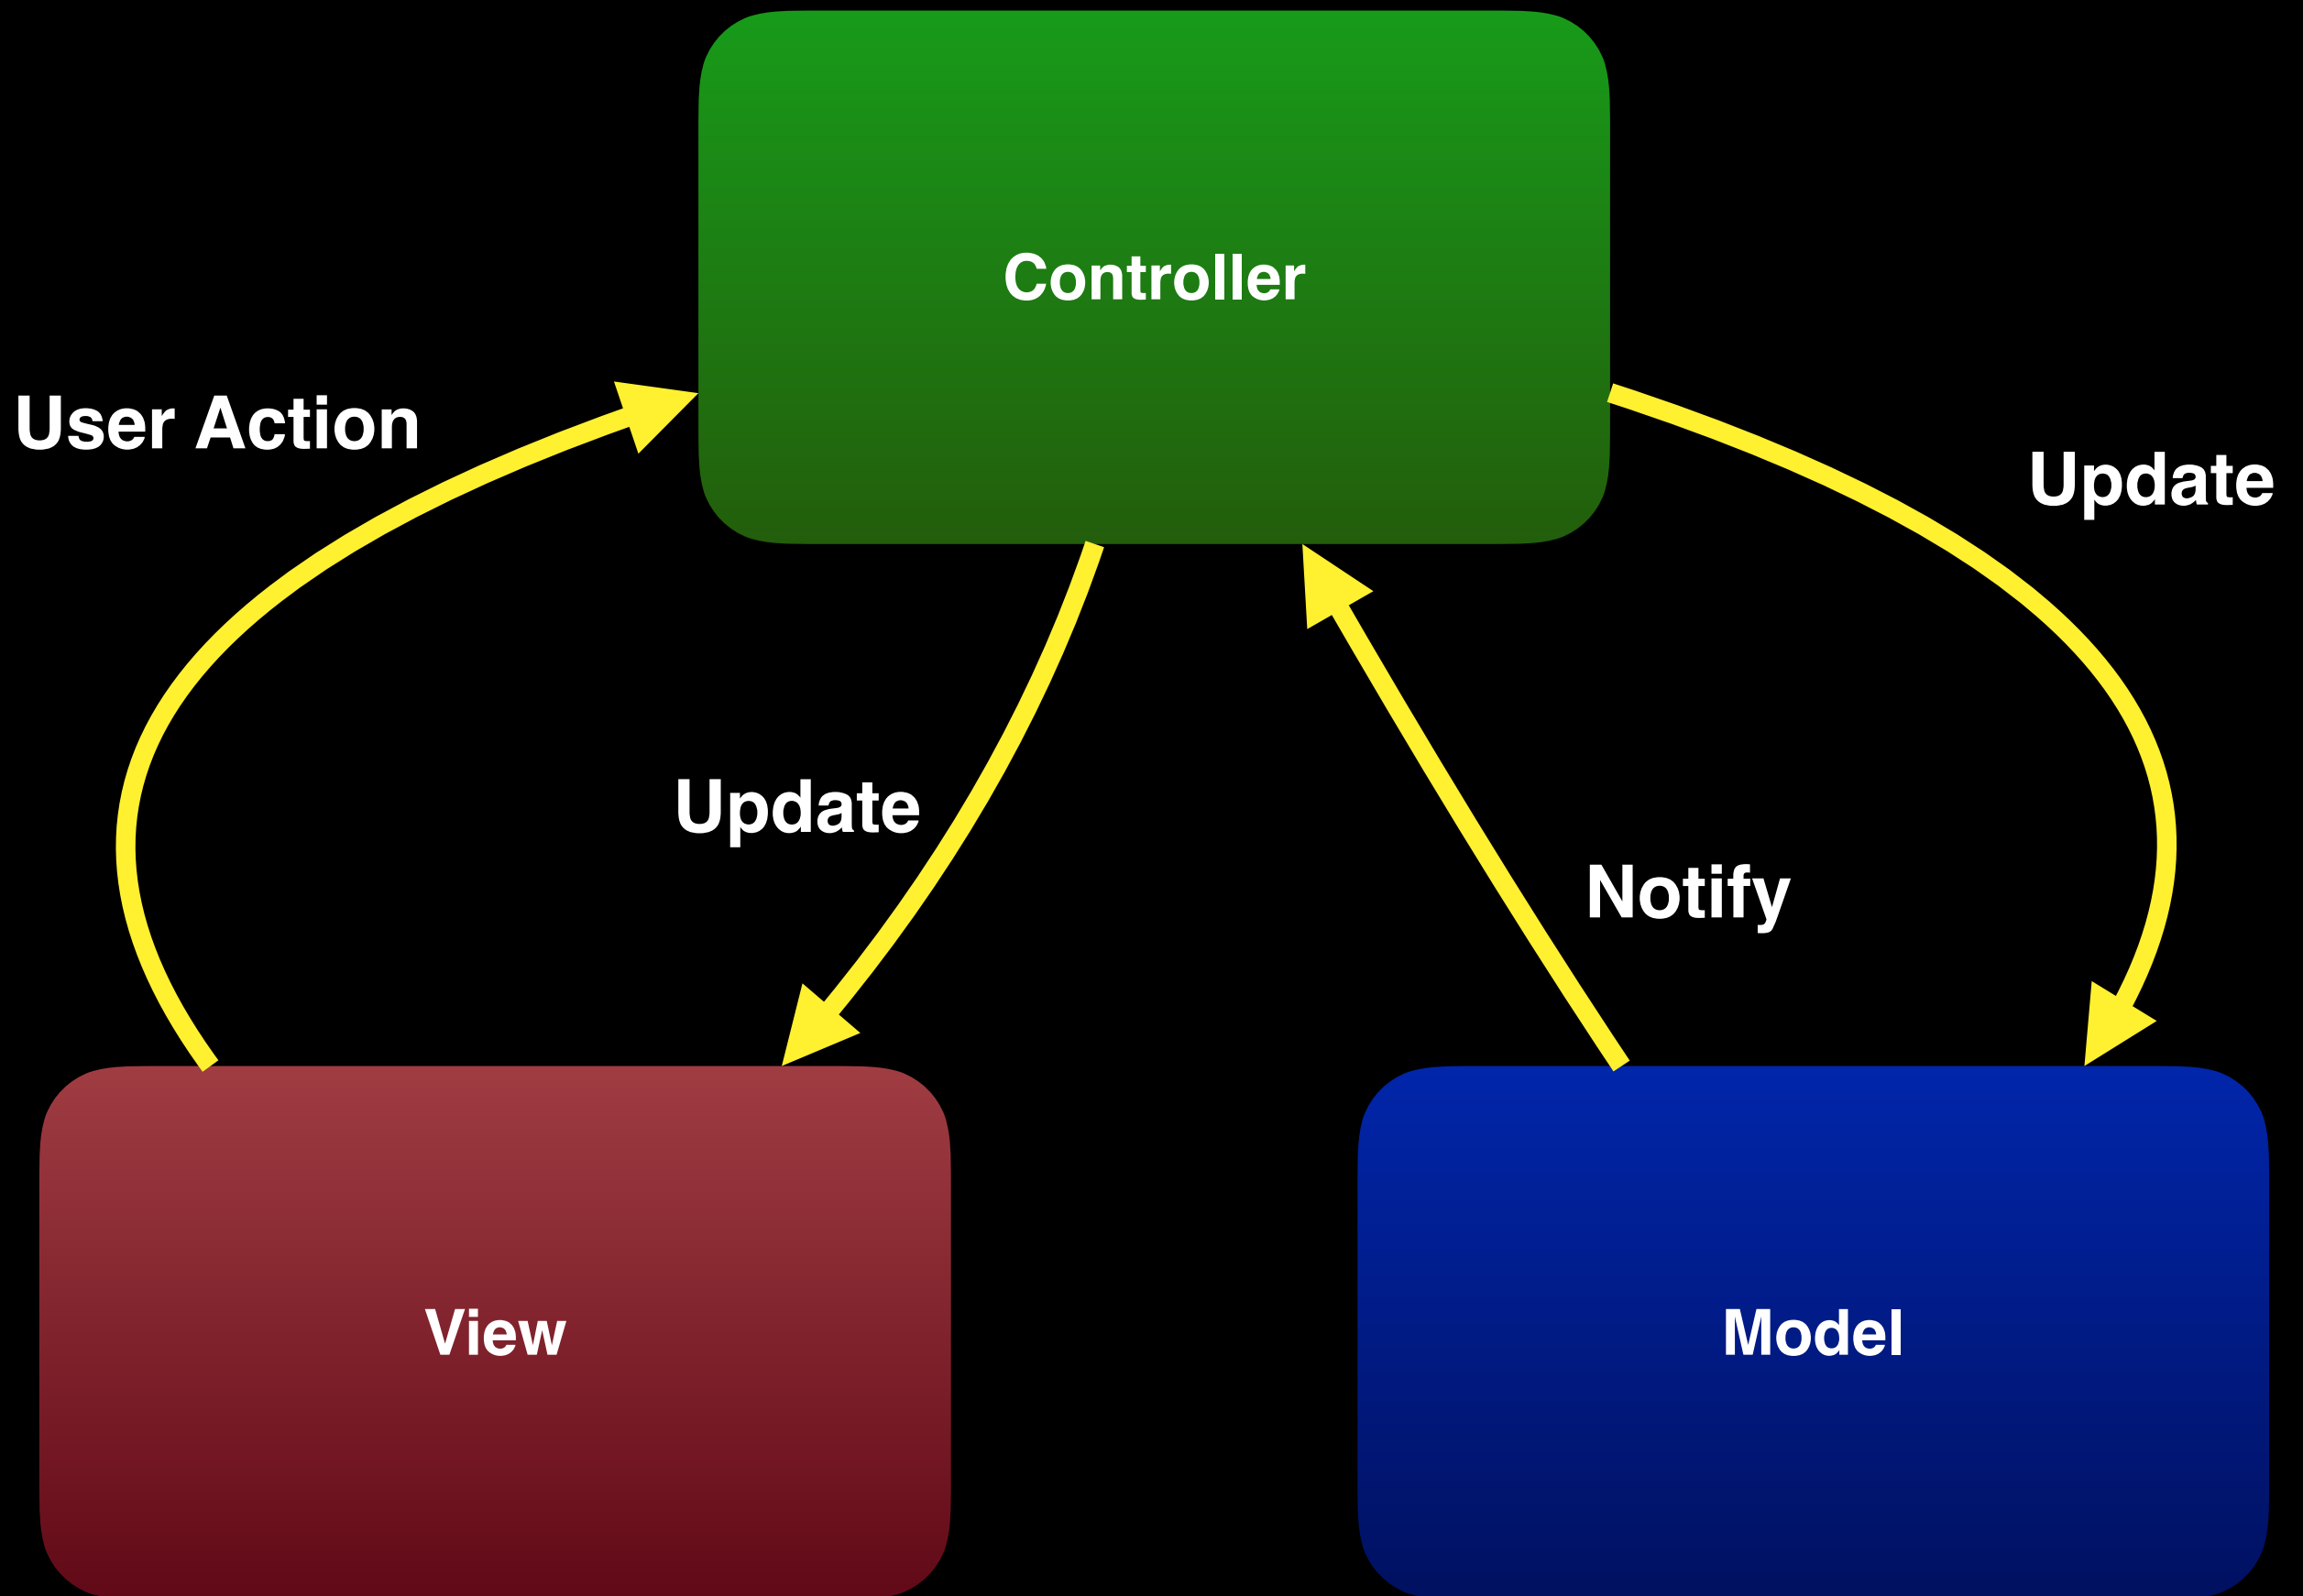 Controller
User Action
Update
Update
Notify
View
Model